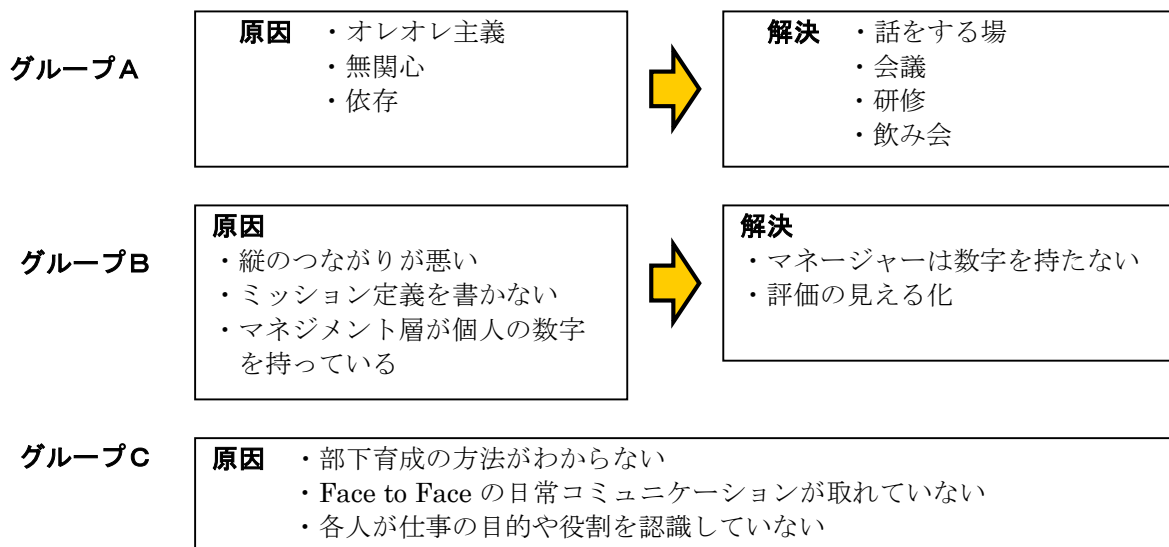 グループA
原因 ・オレオレ主義
・無関心
・依存
解決 ・話をする場
・会議
・研修
・飲み会
グループB
原因
・縦のつながりが悪い
・ミッション定義を書かない
・マネジメント層が個人の数字
を持っている
解決
・マネージャーは数字を持たない
・評価の見える化
グループC
原因 ・部下育成の方法がわからない
・Face to Face の日常コミュニケーションが取れていない
・各人が仕事の目的や役割を認識していない